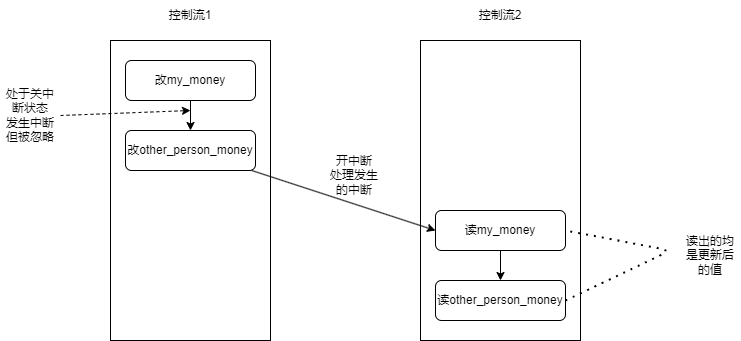 控制流1
控制流2
改my_money
处于关中
断状态
发生中断
但被忽略
改other_person_money
开中断
处理发生
的中断
读my_money
读出的均
是更新后
的值
读other_person_money